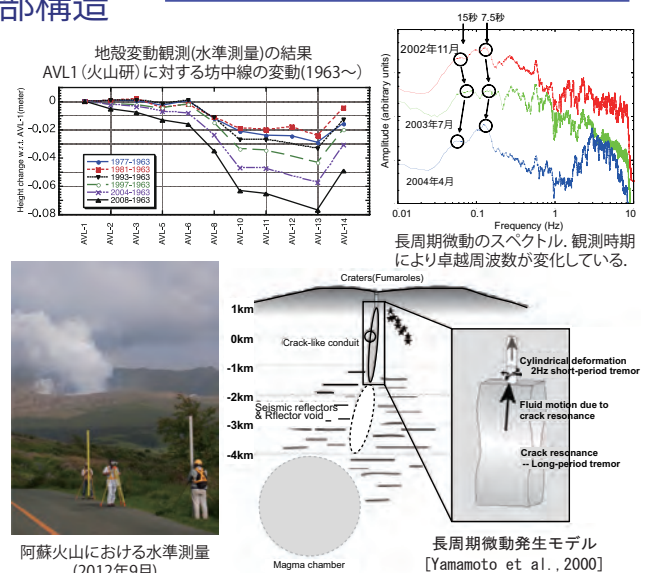 部構造
地殻変動観測(水準測量)の結果
AVL1(火山研)に対する坊中線の変動(1963~)
Height change w.r.t. AVL-1(meter)
0
-0.02
-0.04
-0.06
-0.08
1977-1963
1981-1963
1993-1963
1997-1963
2004-1963
2008-1963
AVL-1
AVL-2
AVL-3
AVL-5
AVL-6
AVL-8
AVL-10
AVL-11
AVL-12
AVL-13
AVL-14
15秒 7.5秒
2002年11月
2003年7月
2004年4月
Amplitude (arbitrary units)
0.01
0.1
1
10
Frequency (Hz)
長周期微動のスペクトル. 観測時期
により卓越周波数が変化している.
阿蘇火山における水準測量
(2012年9月)
Craters(Fumaroles)
1km
0km
-1km
-2km
-3km
-4km
Crack-like conduit
Seismic reflectors
& Rflector void
Magma chamber
Cylindrical deformation
2Hz short-period tremor
Fluid motion due to
crack resonance
Crack resonance
-- Long-period tremor
長周期微動発生モデル
[Yamamoto et al.,2000]